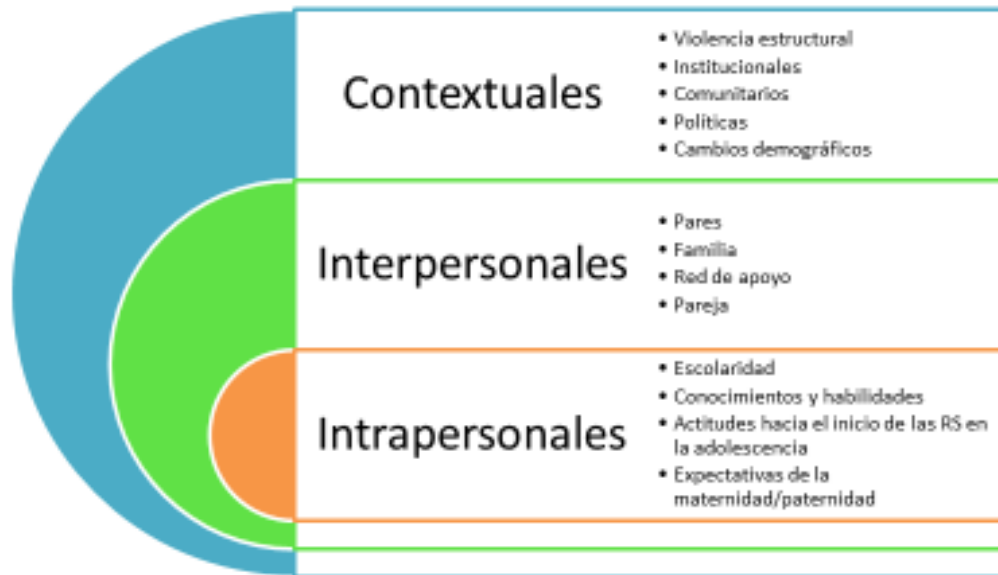 Contextuales
• Violencia estructural
• Institucionales
• Comunitarios
• Políticas
• Cambios demográficos
Interpersonales
• Pares
• Familia
• Red de apoyo
• Pareja
Intrapersonales
• Escolaridad
• Conocimientos y habilidades
• Actitudes hacia el inicio de las RS en
la adolescencia
• Expectativas de la
maternidad/paternidad